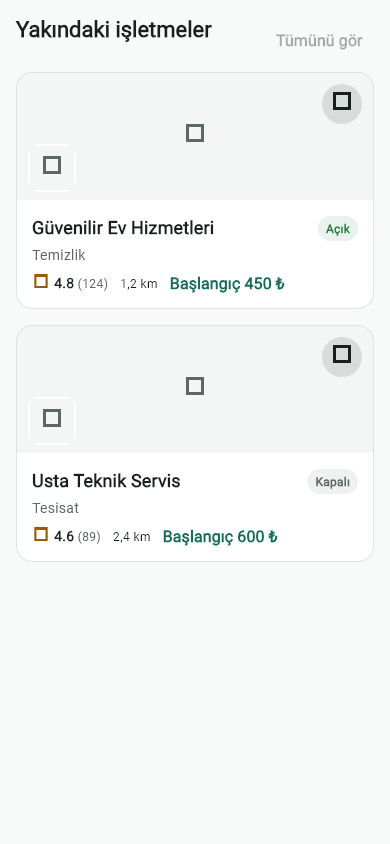 Yakındaki işletmeler
Tümünü gör
Güvenilir Ev Hizmetleri
Açık
Temizlik
4.8 (124) 1,2 km Başlangıç 450 ₺
Usta Teknik Servis
Kapalı
Tesisat
4.6 (89) 2,4 km Başlangıç 600 ₺